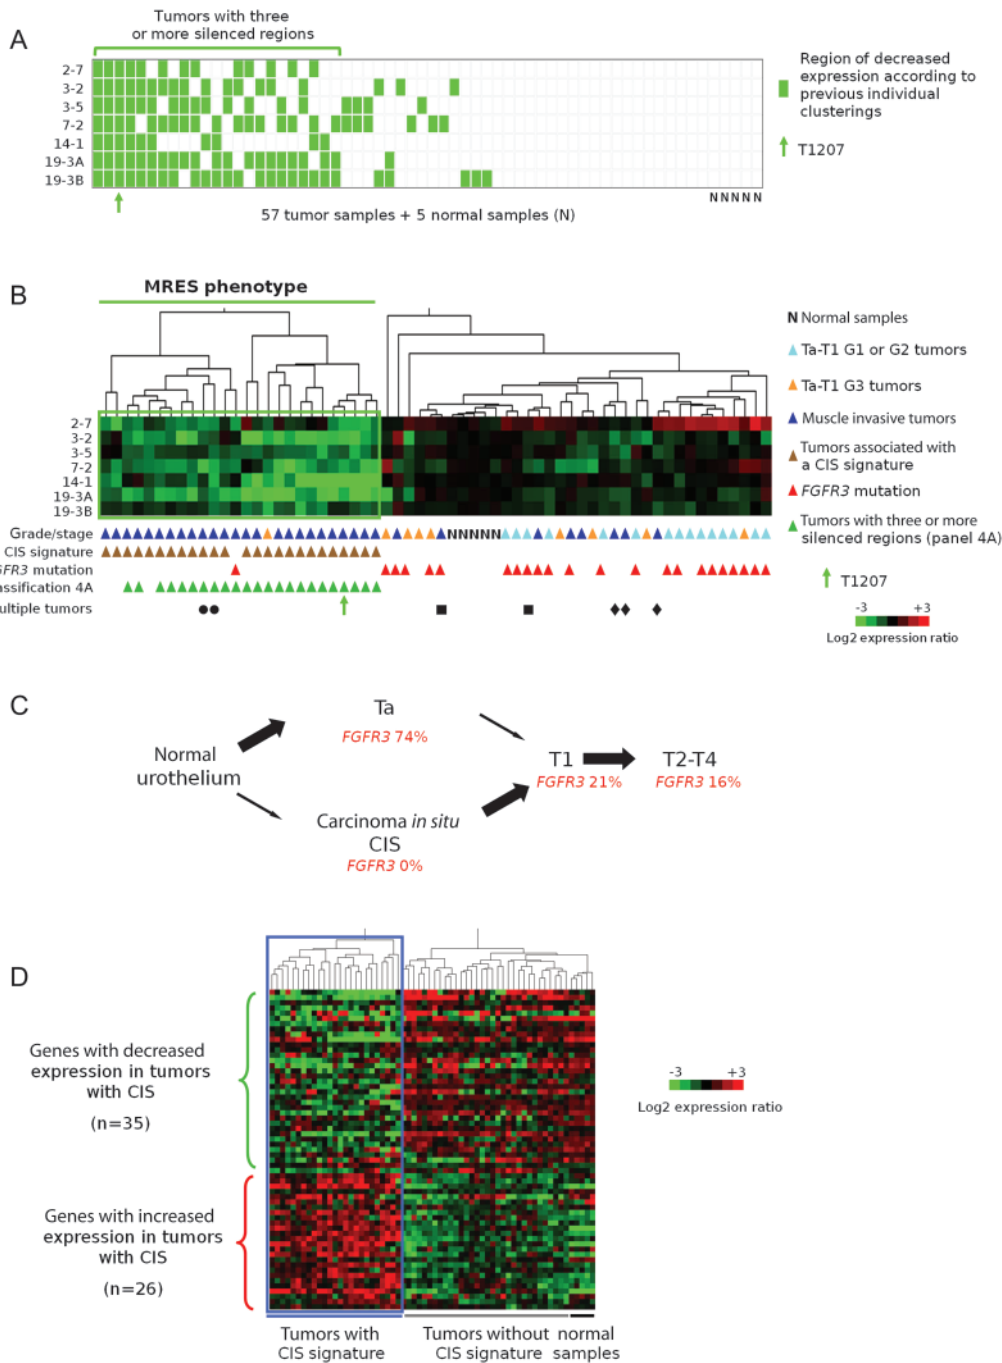 A
Tumors with three
or more silenced regions
2-7
3-2
3-5
7-2
14-1
19-3A
19-3B
N N N N N
57 tumor samples + 5 normal samples (N)
Region of decreased
expression according to
previous individual
clusterings
T1207
B
MRES phenotype
2-7
3-2
3-5
7-2
14-1
19-3A
19-3B
Grade/stage
NNNNN
CIS signature
GFR3 mutation
assification 4A
ultiple tumors
N Normal samples
Ta-T1 G1 or G2 tumors
Ta-T1 G3 tumors
Muscle invasive tumors
Tumors associated with
a CIS signature
FGFR3 mutation
Tumors with three or more
silenced regions (panel 4A)
T1207
-3 +3
Log2 expression ratio
C
Normal
urothelium
Ta
FGFR3 74%
Carcinoma in situ
CIS
FGFR3 0%
T1
FGFR3 21%
T2-T4
FGFR3 16%
D
Genes with decreased
expression in tumors
with CIS
(n=35)
Genes with increased
expression in tumors
with CIS
(n=26)
-3 +3
Log2 expression ratio
Tumors with
CIS signature
Tumors without
CIS signature
normal
samples